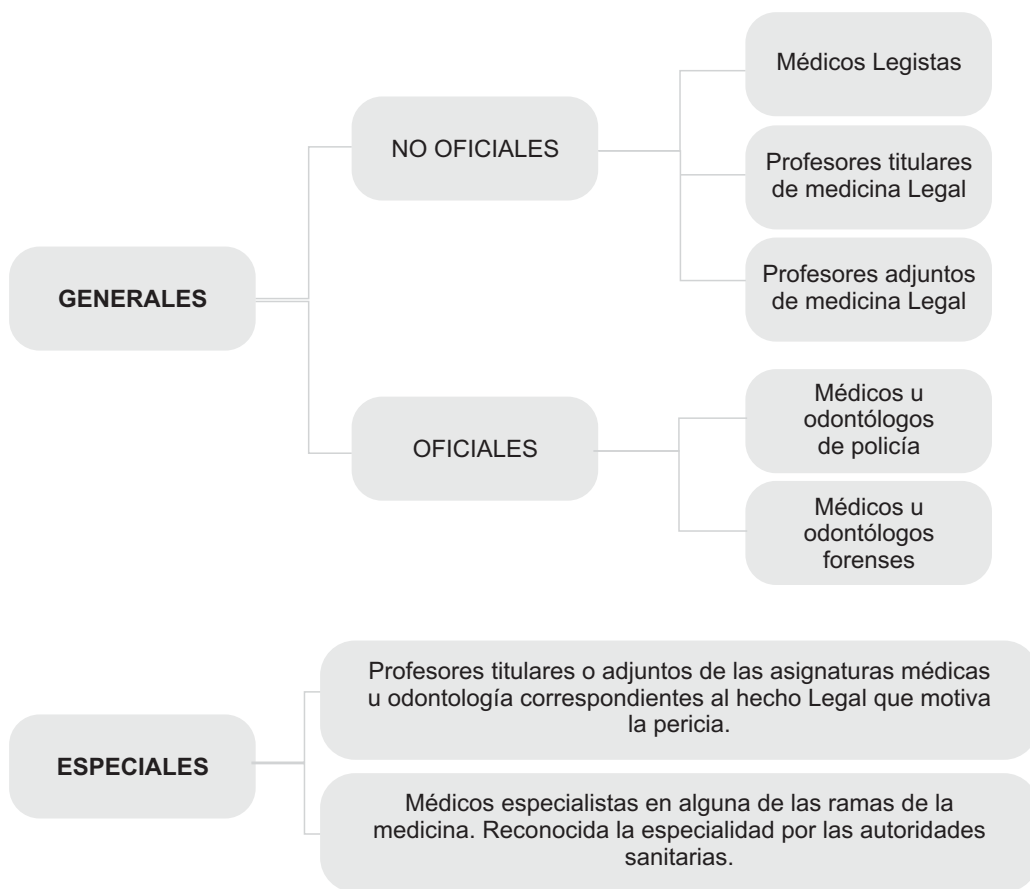 GENERALES
NO OFICIALES
Médicos Legistas
Profesores titulares
de medicina Legal
Profesores adjuntos
de medicina Legal
OFICIALES
Médicos u
odontólogos
de policía
Médicos u
odontólogos
forenses
ESPECIALES
Profesores titulares o adjuntos de las asignaturas médicas
u odontología correspondientes al hecho Legal que motiva
la pericia.
Médicos especialistas en alguna de las ramas de la
medicina. Reconocida la especialidad por las autoridades
sanitarias.